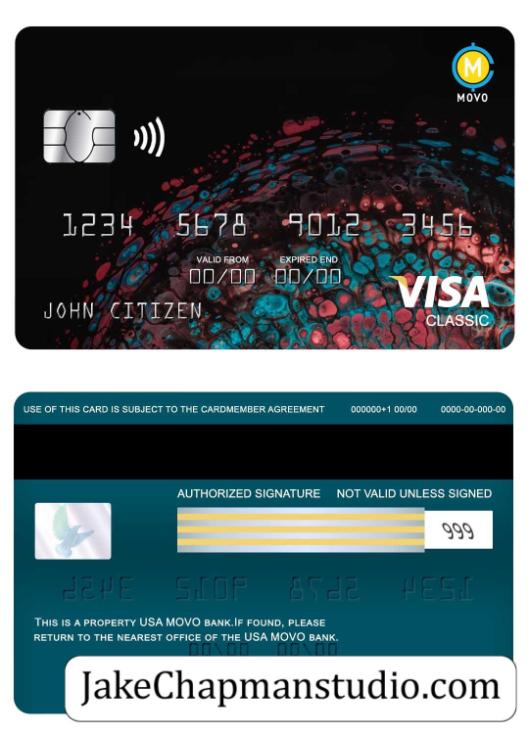 M
MOVO
1234 5678 9012 3456
VALID FROM EXPIRED END
00/00 00/00
JOHN CITIZEN
VISA
CLASSIC
USE OF THIS CARD IS SUBJECT TO THE CARDMEMBER AGREEMENT 000000+1 00/00 0000-00-000-00
AUTHORIZED SIGNATURE NOT VALID UNLESS SIGNED
999
THIS IS A PROPERTY USA MOVO BANK.IF FOUND, PLEASE
RETURN TO THE NEAREST OFFICE OF THE USA MOVO BANK.
JakeChapmanstudio.com